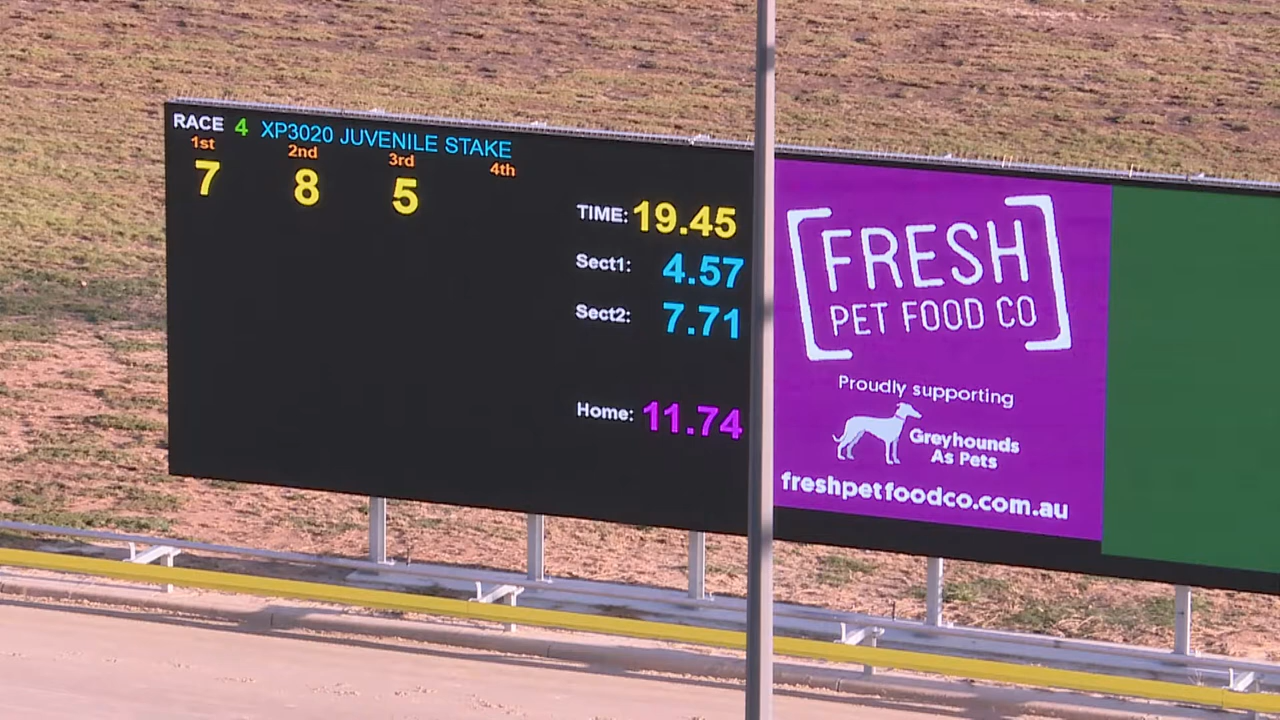 RACE 4 XP3020 JUVENILE STAKE
1st 2nd 3rd 4th
7 8 5
TIME: 19.45
Sect1: 4.57
Sect2: 7.71
Home: 11.74
FRESH
PET FOOD CO
Proudly supporting
Greyhounds
As Pets
freshpetfoodco.com.au